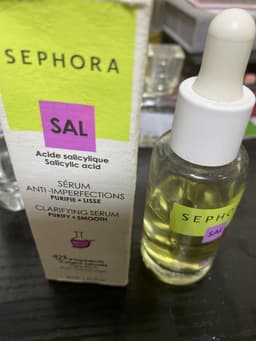 SEPHORA
SAL
Acide salicylique
Salicylic acid
SÉRUM
ANTI-IMPERFECTIONS
PURIFIE + LISSE
CLARIFYING SERUM
PURIFY + SMOOTH
SEPHORA
SAL